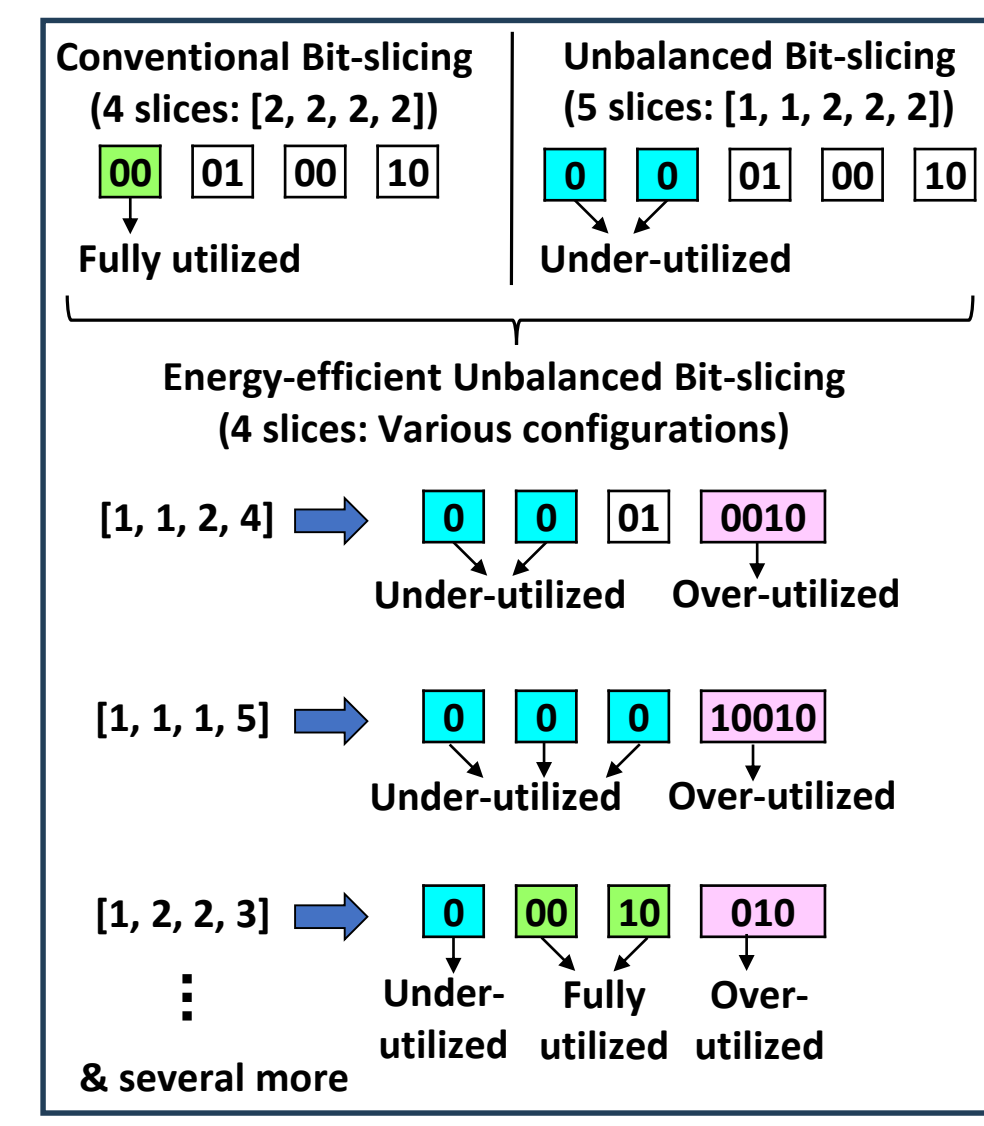 Conventional Bit-slicing
(4 slices: [2, 2, 2, 2])
00 01 00 10
Fully utilized
Unbalanced Bit-slicing
(5 slices: [1, 1, 2, 2, 2])
0 0 01 00 10
Under-utilized
Energy-efficient Unbalanced Bit-slicing
(4 slices: Various configurations)
[1, 1, 2, 4] 0 0 01 0010
Under-utilized Over-utilized
[1, 1, 1, 5] 0 0 0 10010
Under-utilized Over-utilized
[1, 2, 2, 3] 0 00 10 010
Under- Fully Over-
utilized utilized utilized
⋮
& several more